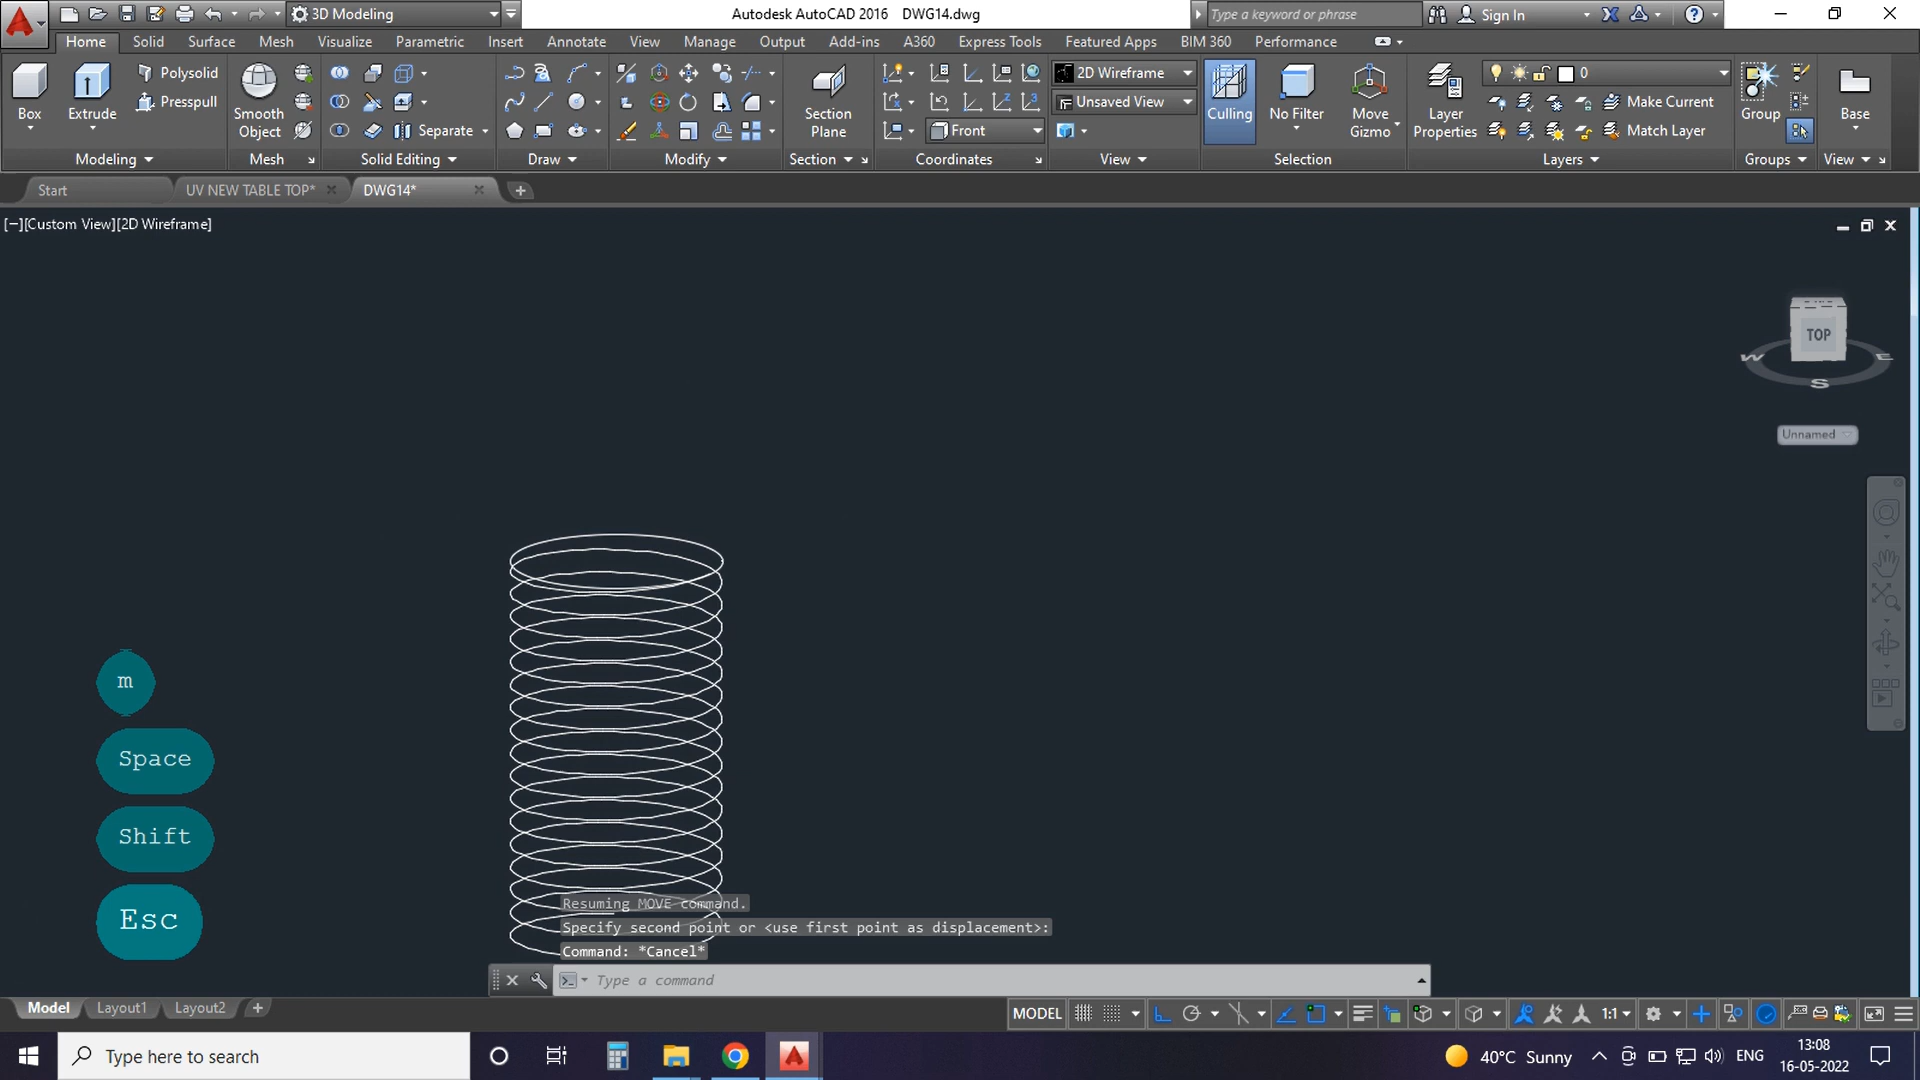 3D Modeling
Autodesk AutoCAD 2016 DWG14.dwg
Type a keyword or phrase
Sign In
Home Solid Surface Mesh Visualize Parametric Insert Annotate View Manage Output Add-ins A360 Express Tools Featured Apps BIM 360 Performance
Box
Extrude
Polysolid
Presspull
Smooth
Object
Separate
Section
Plane
Front
2D Wireframe
Unsaved View
Culling
No Filter
Move
Gizmo
Layer
Properties
0
Make Current
Match Layer
Group
Base
Modeling Mesh Solid Editing Draw Modify Section Coordinates View Selection Layers Groups View
Start UV NEW TABLE TOP* DWG14*
[−][Custom View][2D Wireframe]
TOP
W E
S
Unnamed
m
Space
Shift
Esc
Resuming MOVE command.
Specify second point or <use first point as displacement>:
Command: *Cancel*
Type a command
Model Layout1 Layout2
MODEL 1:1
Type here to search
40°C Sunny
ENG
13:08
16-05-2022